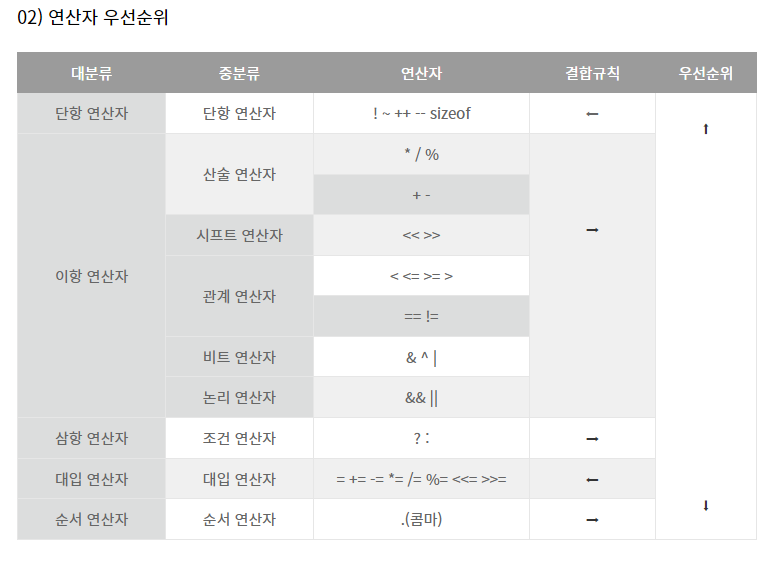 02) 연산자 우선순위
대분류 중분류 연산자 결합규칙 우선순위
단항 연산자 단항 연산자 ! ~ ++ -- sizeof ← ↑
이항 연산자 산술 연산자 * / % →
+ -
시프트 연산자 << >>
관계 연산자 < <= >= >
== !=
비트 연산자 & ^ |
논리 연산자 && ||
삼항 연산자 조건 연산자 ? : →
대입 연산자 대입 연산자 = += -= *= /= %= <<= >>= ←
순서 연산자 순서 연산자 .(콤마) → ↓